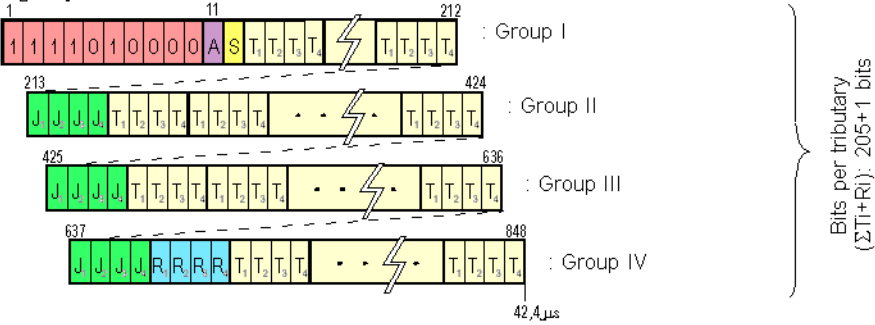 1 11 212
1 1 1 1 0 1 0 0 0 0 A S T1 T2 T3 T4 T1 T2 T3 T4 : Group I
213 424
J1 J2 J3 J4 T1 T2 T3 T4 T1 T2 T3 T4 · · · · T1 T2 T3 T4 : Group II
425 636
J1 J2 J3 J4 T1 T2 T3 T4 T1 T2 T3 T4 · · · · T1 T2 T3 T4 : Group III
637 848
J1 J2 J3 J4 R1 R2 R3 R4 T1 T2 T3 T4 · · · · T1 T2 T3 T4 : Group IV
42,4µs
Bits per tributary
(ΣTi+Ri): 205+1 bits